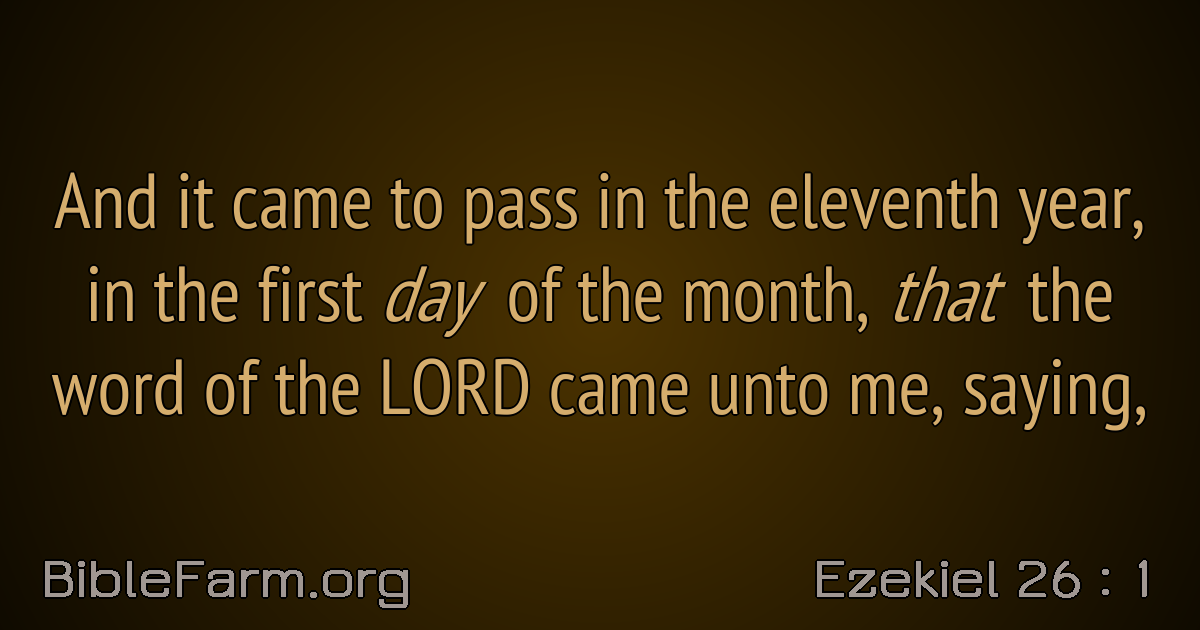 And it came to pass in the eleventh year,
in the first day of the month, that the
word of the LORD came unto me, saying,
BibleFarm.org
Ezekiel 26 : 1